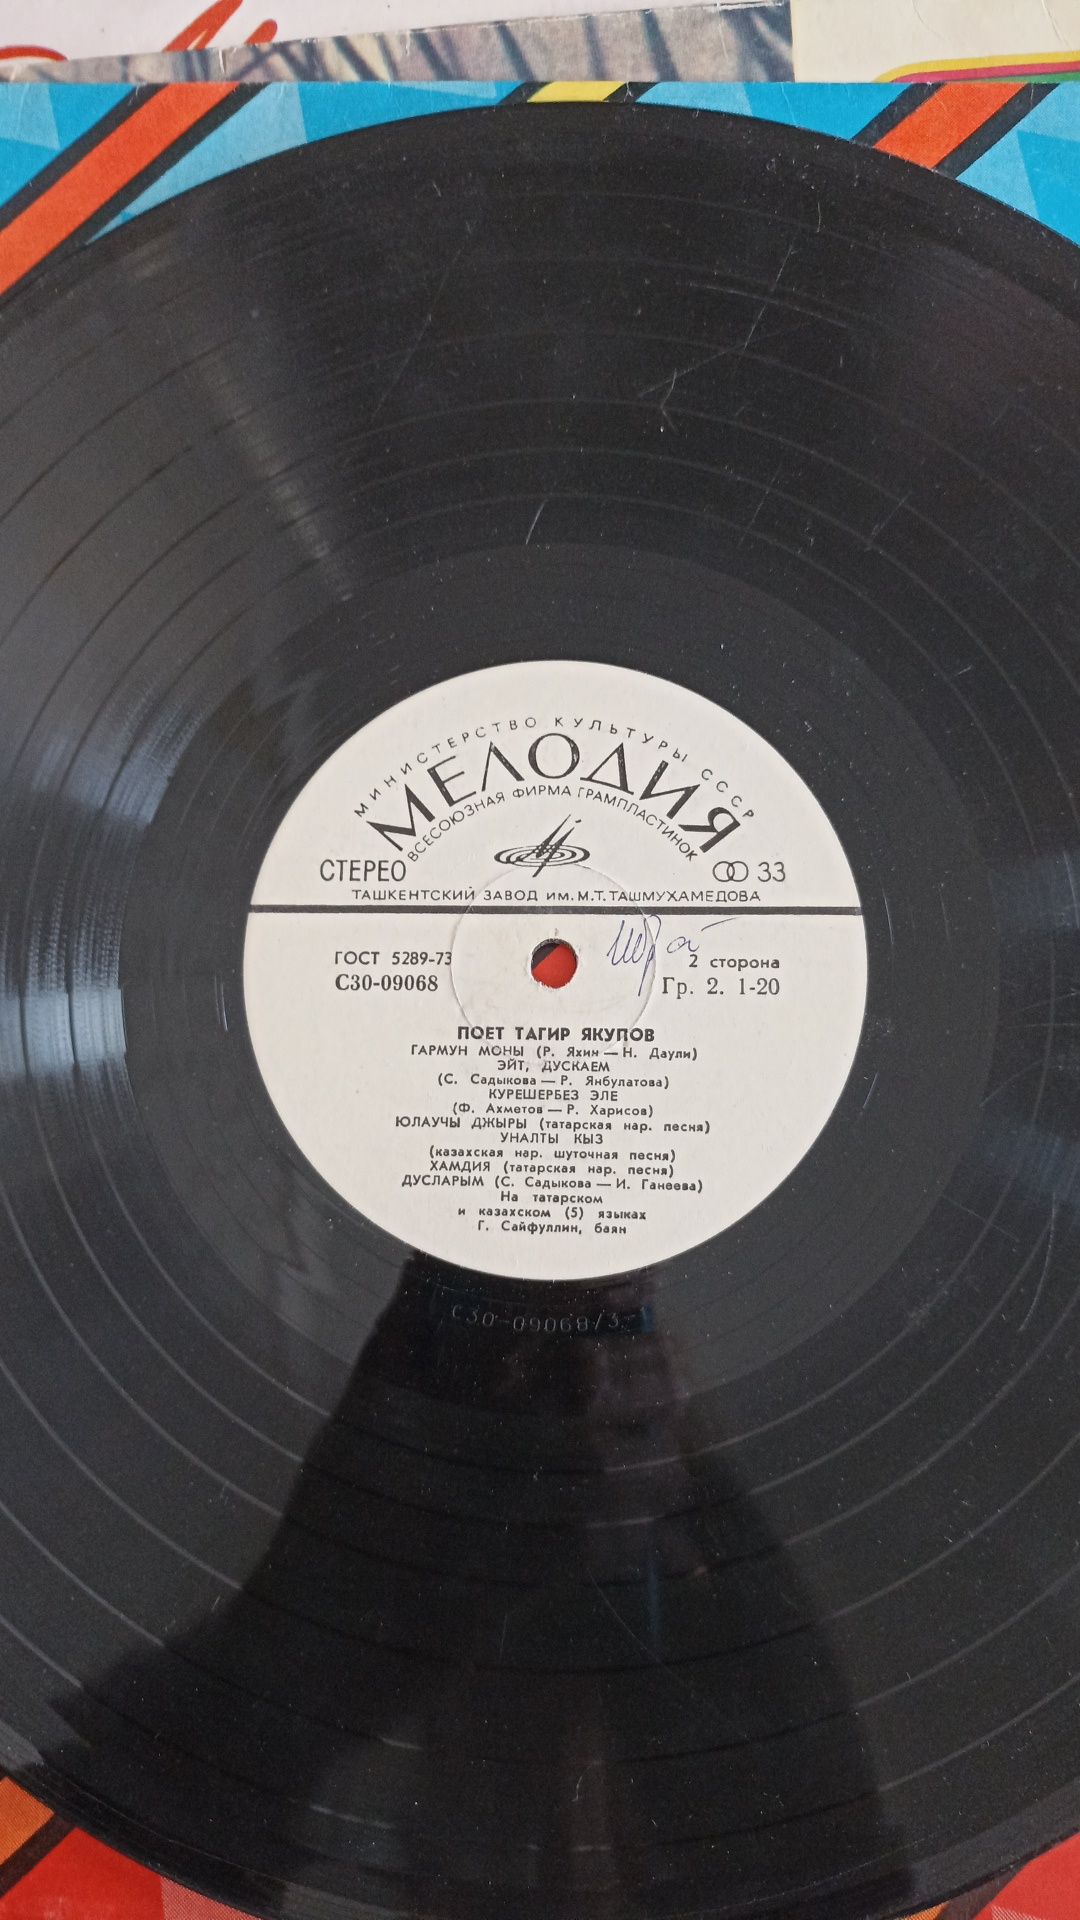 МИНИСТЕРСТВО КУЛЬТУРЫ СССР
МЕЛОДИЯ
ВСЕСОЮЗНАЯ ФИРМА ГРАМПЛАСТИНОК
СТЕРЕО 33
ТАШКЕНТСКИЙ ЗАВОД ИМ. М.Т. ТАШМУХАМЕДОВА
ГОСТ 5289-73 2 сторона
С30-09068 Гр. 2. 1-20
ПОЕТ ТАГИР ЯКУПОВ
ГАРМУН МОНЫ (Р. Яхин — Н. Даули)
ЭЙТ, ДУСКАЕМ
(С. Садыкова — Р. Янбулатова)
КУРЕШЕРБЕЗ ЭЛЕ
(Ф. Ахметов — Р. Харисов)
ЮЛАУЧЫ ДЖЫРЫ (татарская нар. песня)
УНАЛТЫ КЫЗ
(казахская нар. шуточная песня)
ХАМДИЯ (татарская нар. песня)
ДУСЛАРЫМ (С. Садыкова — И. Ганеева)
На татарском
и казахском (5) языках
Г. Сайфуллин, баян
С30-09068/3-1